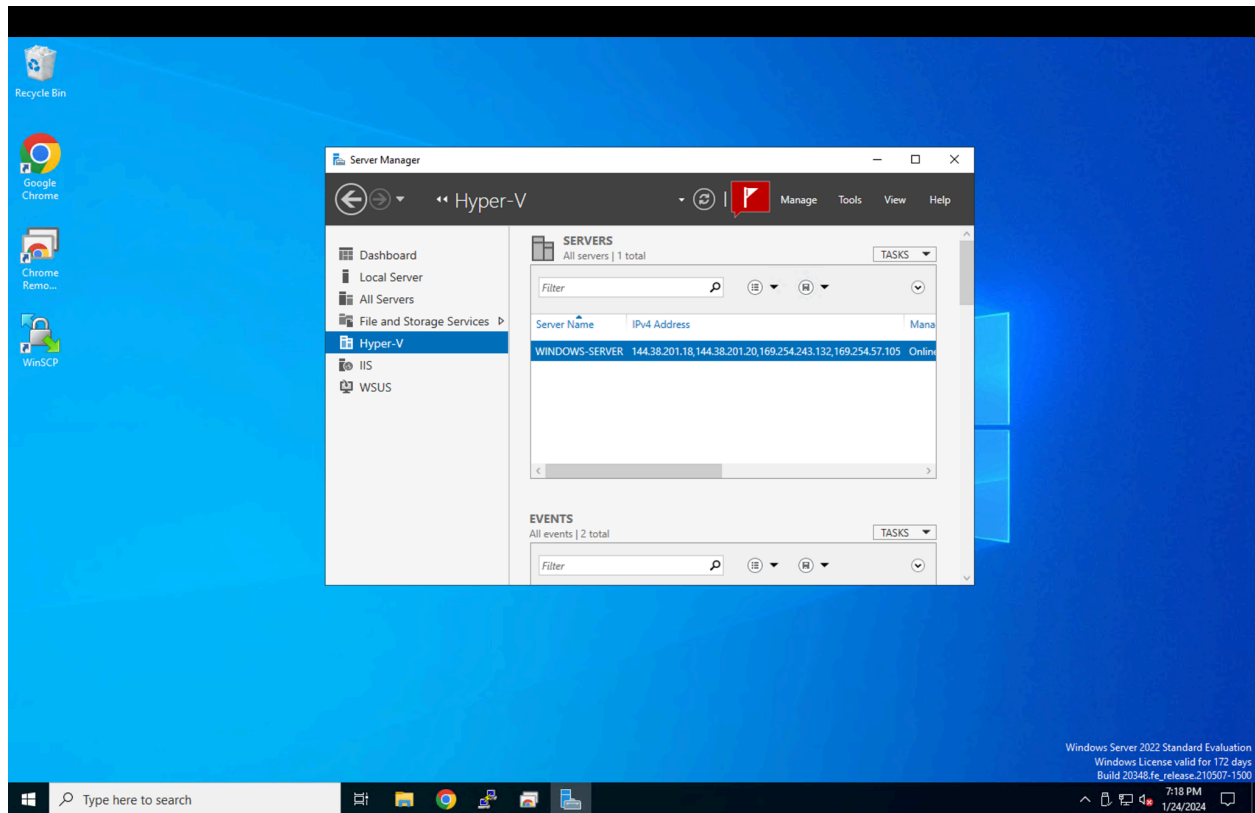 Recycle Bin
Google
Chrome
Chrome
Remo...
WinSCP
Server Manager
Hyper-V
Manage
Tools
View
Help
Dashboard
Local Server
All Servers
File and Storage Services
Hyper-V
IIS
WSUS
SERVERS
All servers | 1 total
TASKS
Filter
Server Name IPv4 Address Mana
WINDOWS-SERVER 144.38.201.18,144.38.201.20,169.254.243.132,169.254.57.105 Online
EVENTS
All events | 2 total
TASKS
Filter
Windows Server 2022 Standard Evaluation
Windows License valid for 172 days
Build 20348.fe_release.210507-1500
Type here to search
7:18 PM
1/24/2024